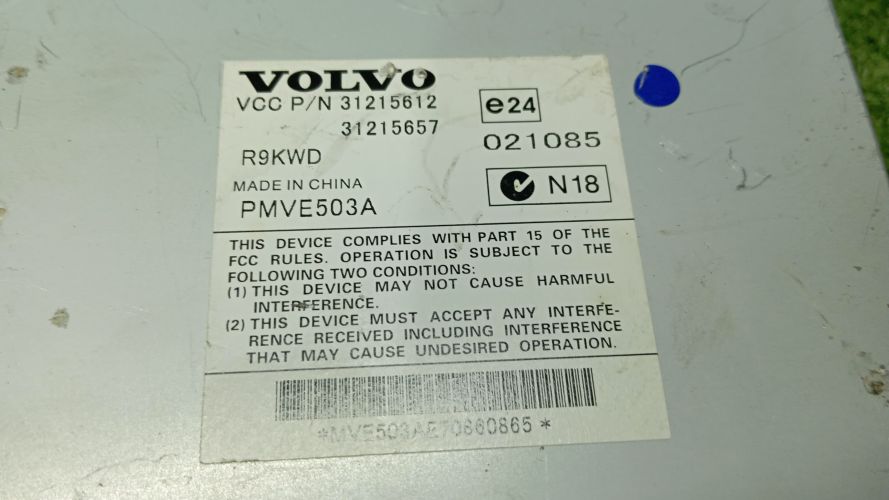 VOLVO
VCC P/N 31215612
31215657
e24
021085
R9KWD
N18
MADE IN CHINA
PMVE503A
THIS DEVICE COMPLIES WITH PART 15 OF THE
FCC RULES. OPERATION IS SUBJECT TO THE
FOLLOWING TWO CONDITIONS:
(1) THIS DEVICE MAY NOT CAUSE HARMFUL
INTERFERENCE.
(2) THIS DEVICE MUST ACCEPT ANY INTERFE-
RENCE RECEIVED INCLUDING INTERFERENCE
THAT MAY CAUSE UNDESIRED OPERATION.
*MVE503AE70860865*